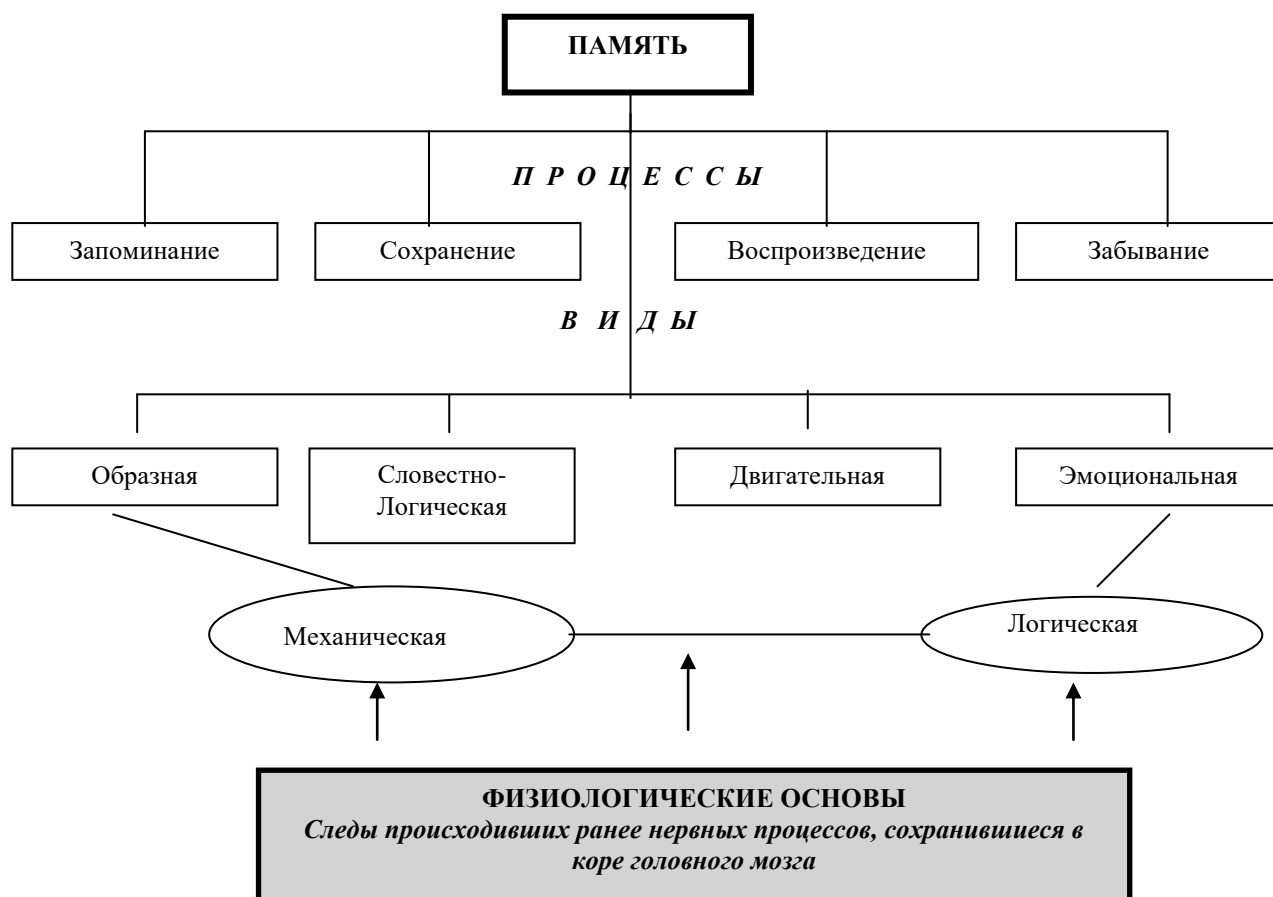 ПАМЯТЬ
П Р О Ц Е С С Ы
Запоминание
Сохранение
Воспроизведение
Забывание
В И Д Ы
Образная
Словестно-
Логическая
Двигательная
Эмоциональная
Механическая
Логическая
ФИЗИОЛОГИЧЕСКИЕ ОСНОВЫ
Следы происходивших ранее нервных процессов, сохранившиеся в
коре головного мозга